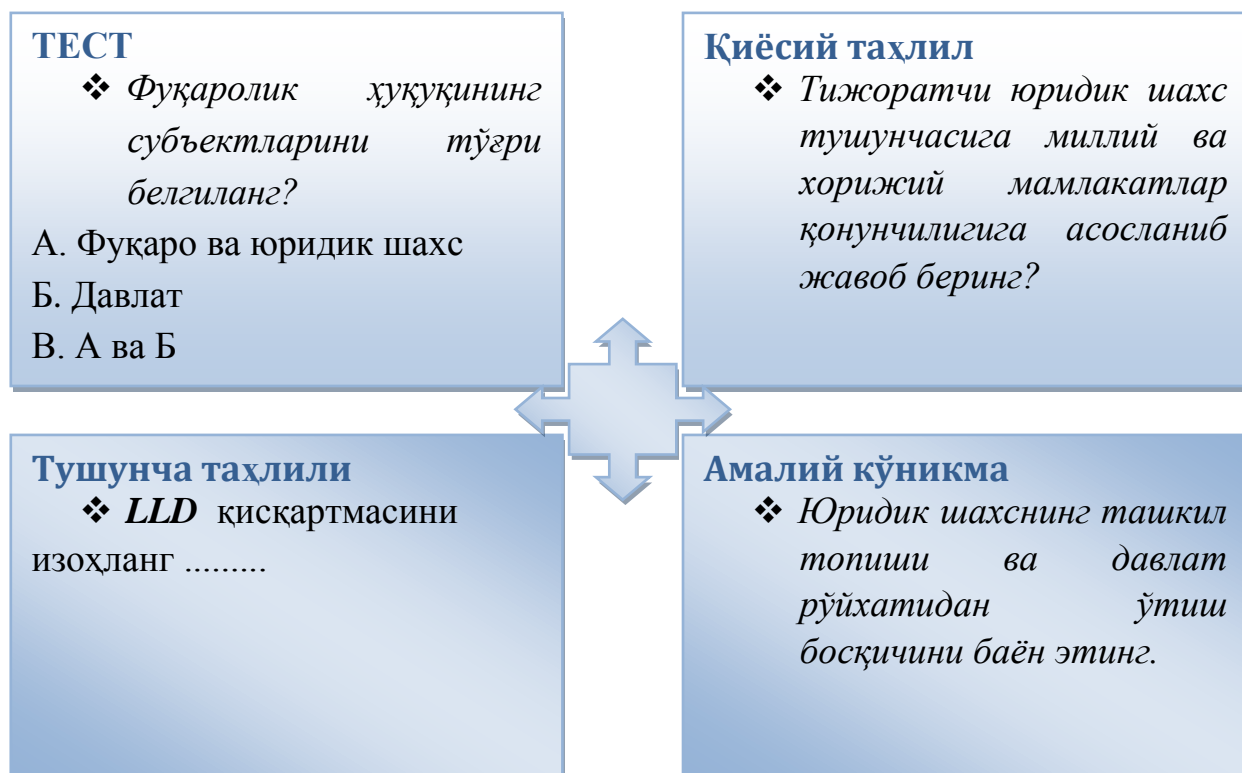 ТЕСТ
❖ Фуқаролик ҳуқуқининг
субъектларини тўғри
белгиланг?
А. Фуқаро ва юридик шахс
Б. Давлат
В. А ва Б
Қиёсий таҳлил
❖ Тижоратчи юридик шахс
тушунчасига миллий ва
хорижий мамлакатлар
қонунчилигига асосланиб
жавоб беринг?
Тушунча таҳлили
❖ LLD қисқартмасини
изоҳланг .........
Амалий кўникма
❖ Юридик шахснинг ташкил
топиши ва давлат
рўйхатидан ўтиш
босқичини баён этинг.